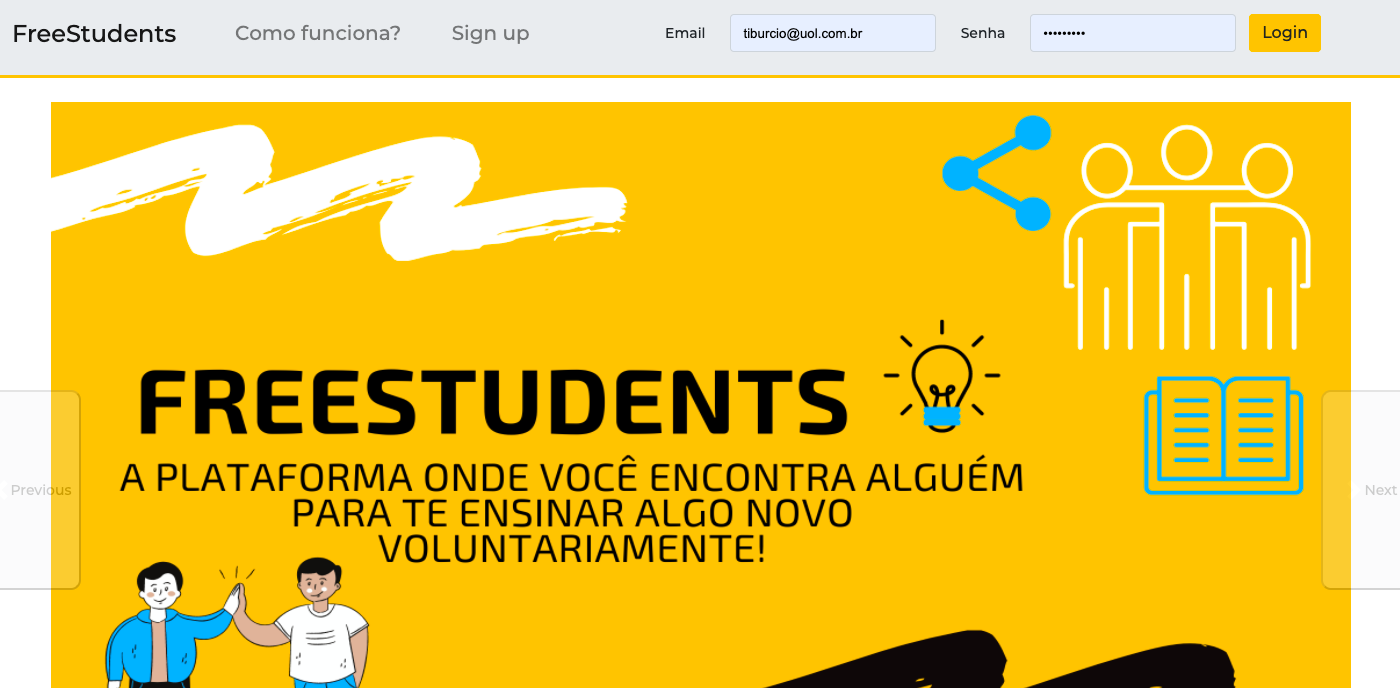 FreeStudents Como funciona? Sign up Email tiburcio@uol.com.br Senha ••••••••• Login
FREESTUDENTS
A PLATAFORMA ONDE VOCÊ ENCONTRA ALGUÉM
PARA TE ENSINAR ALGO NOVO
VOLUNTARIAMENTE!
Previous
Next